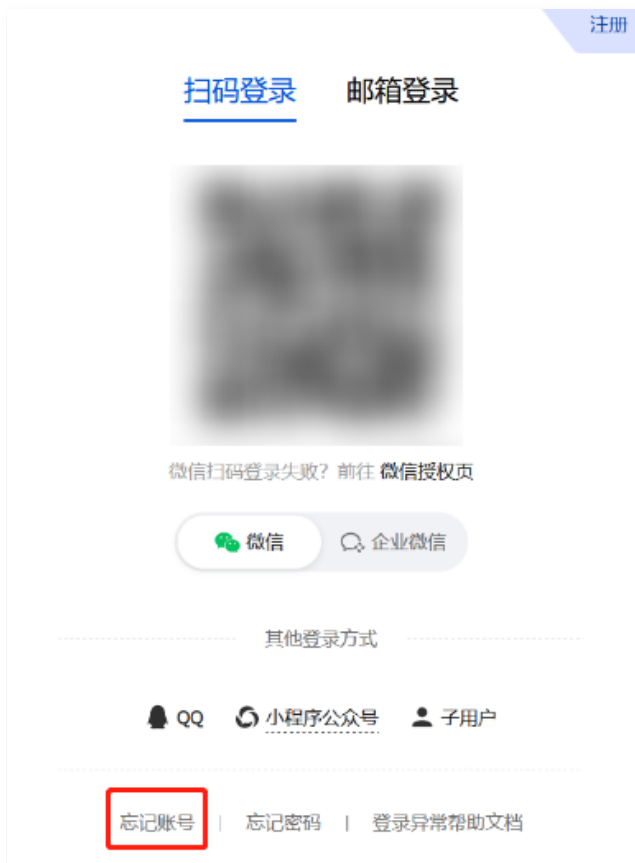 注册
扫码登录 邮箱登录
微信扫码登录失败？前往 微信授权页
微信 企业微信
其他登录方式
QQ 小程序公众号 子用户
忘记账号 | 忘记密码 | 登录异常帮助文档